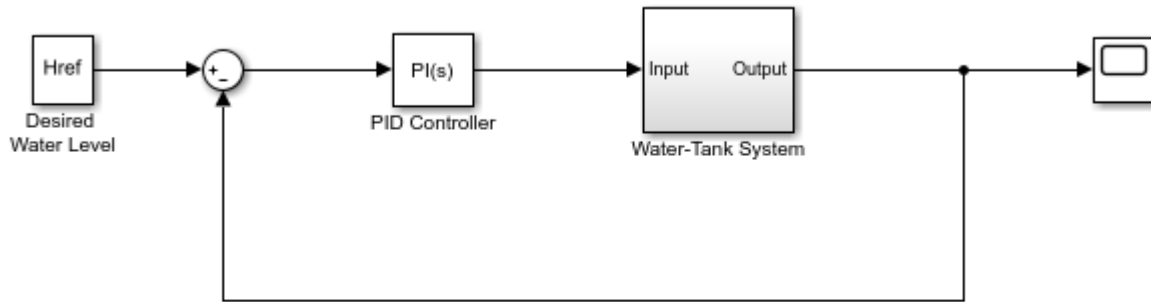 Href
+
−
PI(s)
Input
Output
Desired
Water Level
PID Controller
Water-Tank System